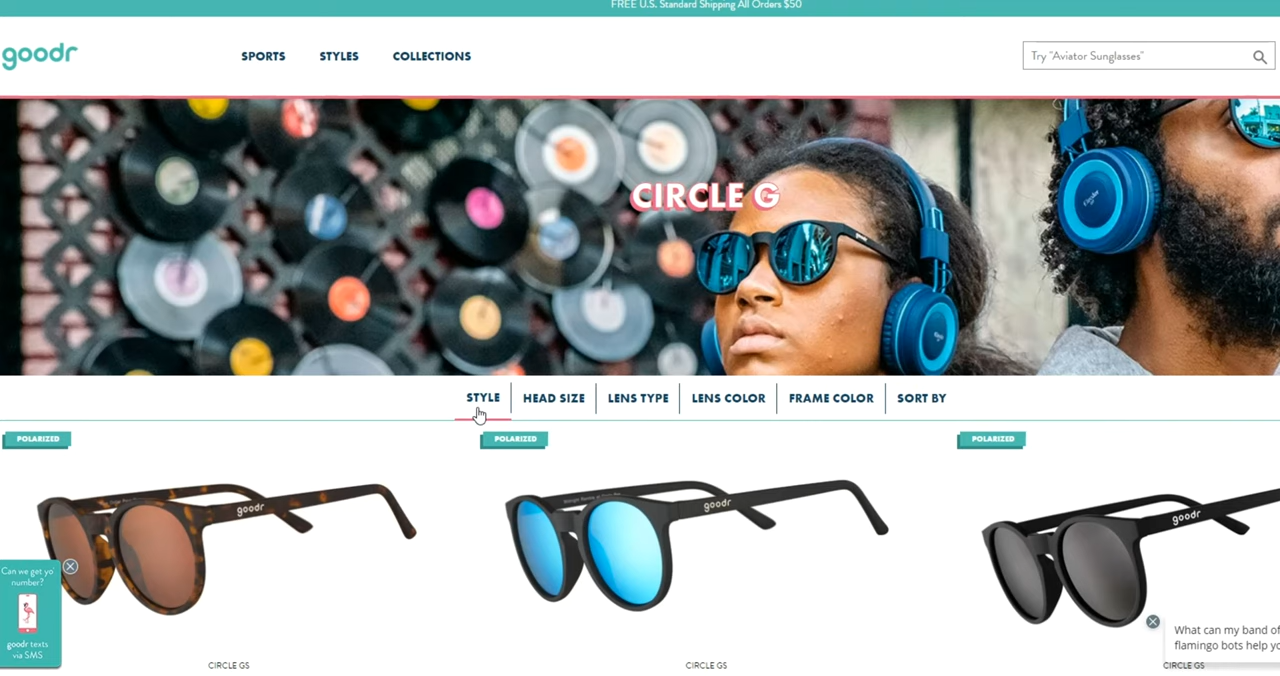 FREE U.S. Standard Shipping All Orders $50
goodr
SPORTS STYLES COLLECTIONS
Try "Aviator Sunglasses"
CIRCLE G
STYLE HEAD SIZE LENS TYPE LENS COLOR FRAME COLOR SORT BY
POLARIZED POLARIZED POLARIZED
goodr goodr goodr
Can we get yo
number?
goodr texts
via SMS
What can my band of
flamingo bots help yo
CIRCLE GS CIRCLE GS CIRCLE GS